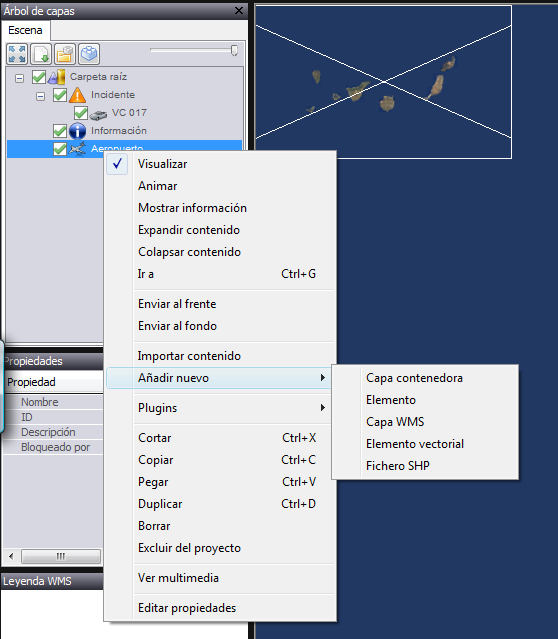 Árbol de capas
Escena
Carpeta raíz
Incidente
VC 017
Información
Aeropuerto
Visualizar
Animar
Mostrar información
Expandir contenido
Colapsar contenido
Ir a Ctrl+G
Enviar al frente
Enviar al fondo
Importar contenido
Añadir nuevo
Plugins
Cortar Ctrl+X
Copiar Ctrl+C
Pegar Ctrl+V
Duplicar Ctrl+D
Borrar
Excluir del proyecto
Ver multimedia
Editar propiedades
Capa contenedora
Elemento
Capa WMS
Elemento vectorial
Fichero SHP
Propiedades
Propiedad
Nombre
ID
Descripción
Bloqueado por
Leyenda WMS